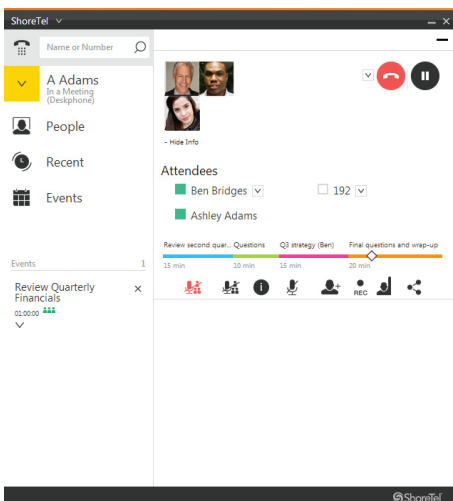 ShoreTel
Name or Number
A Adams
In a Meeting
(Deskphone)
People
Recent
Events
Events 1
Review Quarterly
Financials
01:00:00
- Hide Info
Attendees
Ben Bridges 192
Ashley Adams
Review second quar... Questions Q3 strategy (Ben) Final questions and wrap-up
15 min 10 min 15 min 20 min
REC
ShoreTel